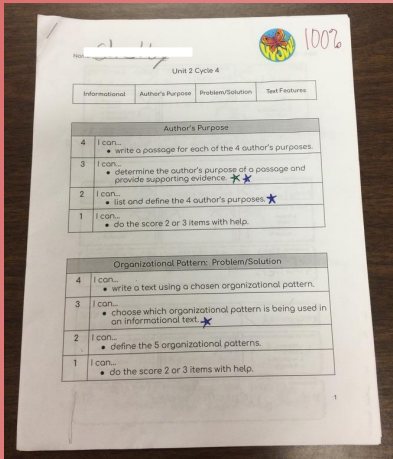 100%
Unit 2 Cycle 4
Informational Author's Purpose Problem/Solution Text Features
Author's Purpose
4 I can...
• write a passage for each of the 4 author's purposes.
3 I can...
• determine the author's purpose of a passage and
provide supporting evidence.
2 I can...
• list and define the 4 author's purposes.
1 I can...
• do the score 2 or 3 items with help.
Organizational Pattern: Problem/Solution
4 I can...
• write a text using a chosen organizational pattern.
3 I can...
• choose which organizational pattern is being used in
an informational text.
2 I can...
• define the 5 organizational patterns.
1 I can...
• do the score 2 or 3 items with help.
1